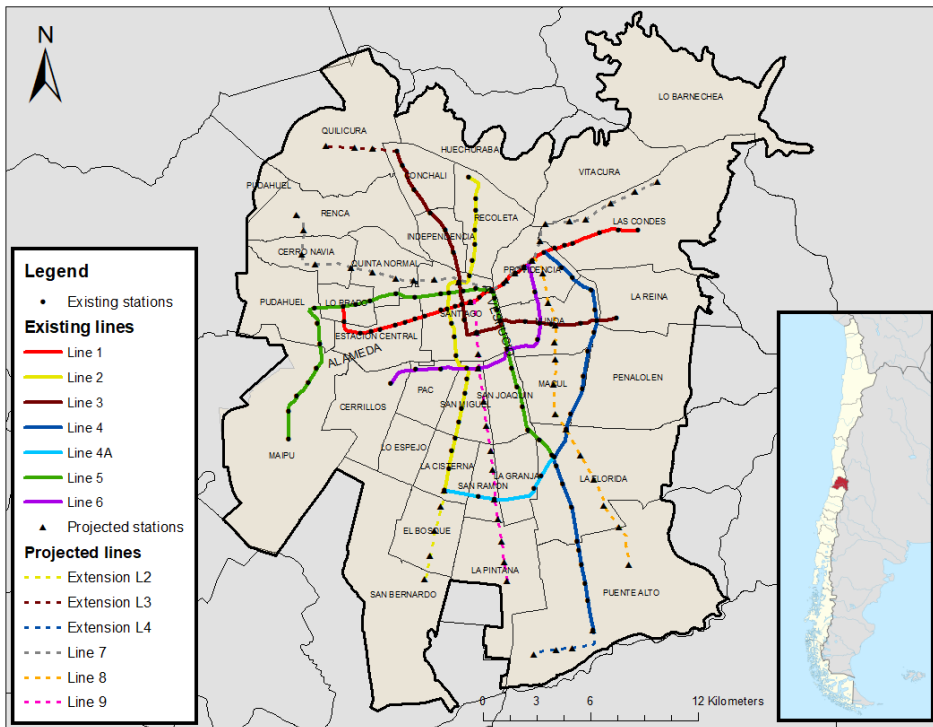 N
LO BARNECHEA
QUILICURA
HUECHURABA
CONCHALI
VITACURA
PUDAHUEL
RENCA
RECOLETA
LAS CONDES
INDEPENDENCIA
CERRO NAVIA
QUINTA NORMAL
PROVIDENCIA
PUDAHUEL
LO PRADO
LA REINA
SANTIAGO
VESPUCIO
ESTACION CENTRAL
ALAMEDA
PENALOLEN
PAC
MACUL
CERRILLOS
SAN MIGUEL
SAN JOAQUIN
LO ESPEJO
MAIPU
LA CISTERNA
LA GRANJA
LA FLORIDA
SAN RAMON
EL BOSQUE
LA PINTANA
SAN BERNARDO
PUENTE ALTO
Legend
Existing stations
Existing lines
Line 1
Line 2
Line 3
Line 4
Line 4A
Line 5
Line 6
Projected stations
Projected lines
Extension L2
Extension L3
Extension L4
Line 7
Line 8
Line 9
0 3 6 12 Kilometers